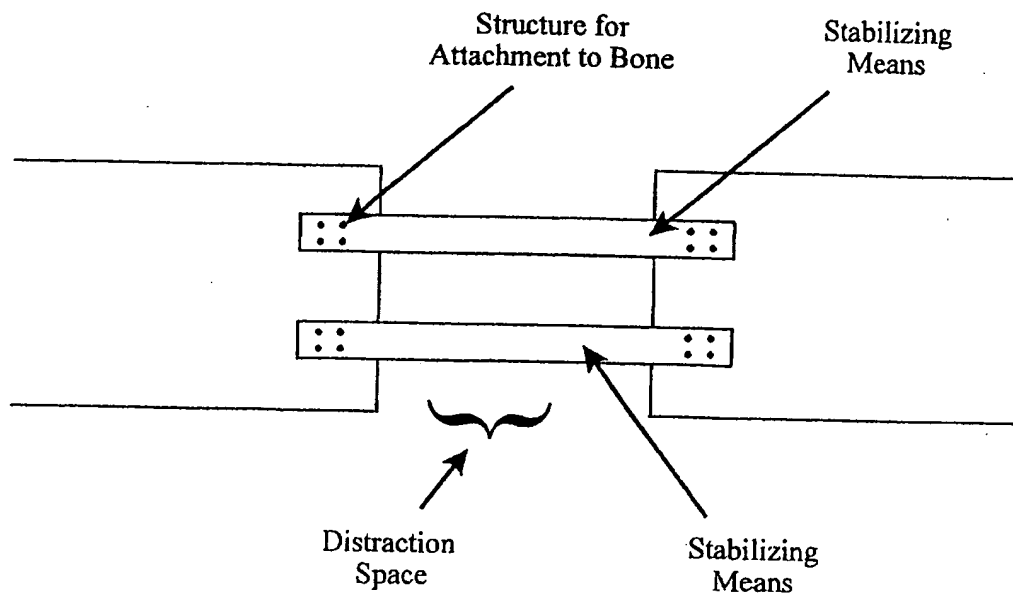 Structure for
Attachment to Bone
Stabilizing
Means
Distraction
Space
Stabilizing
Means